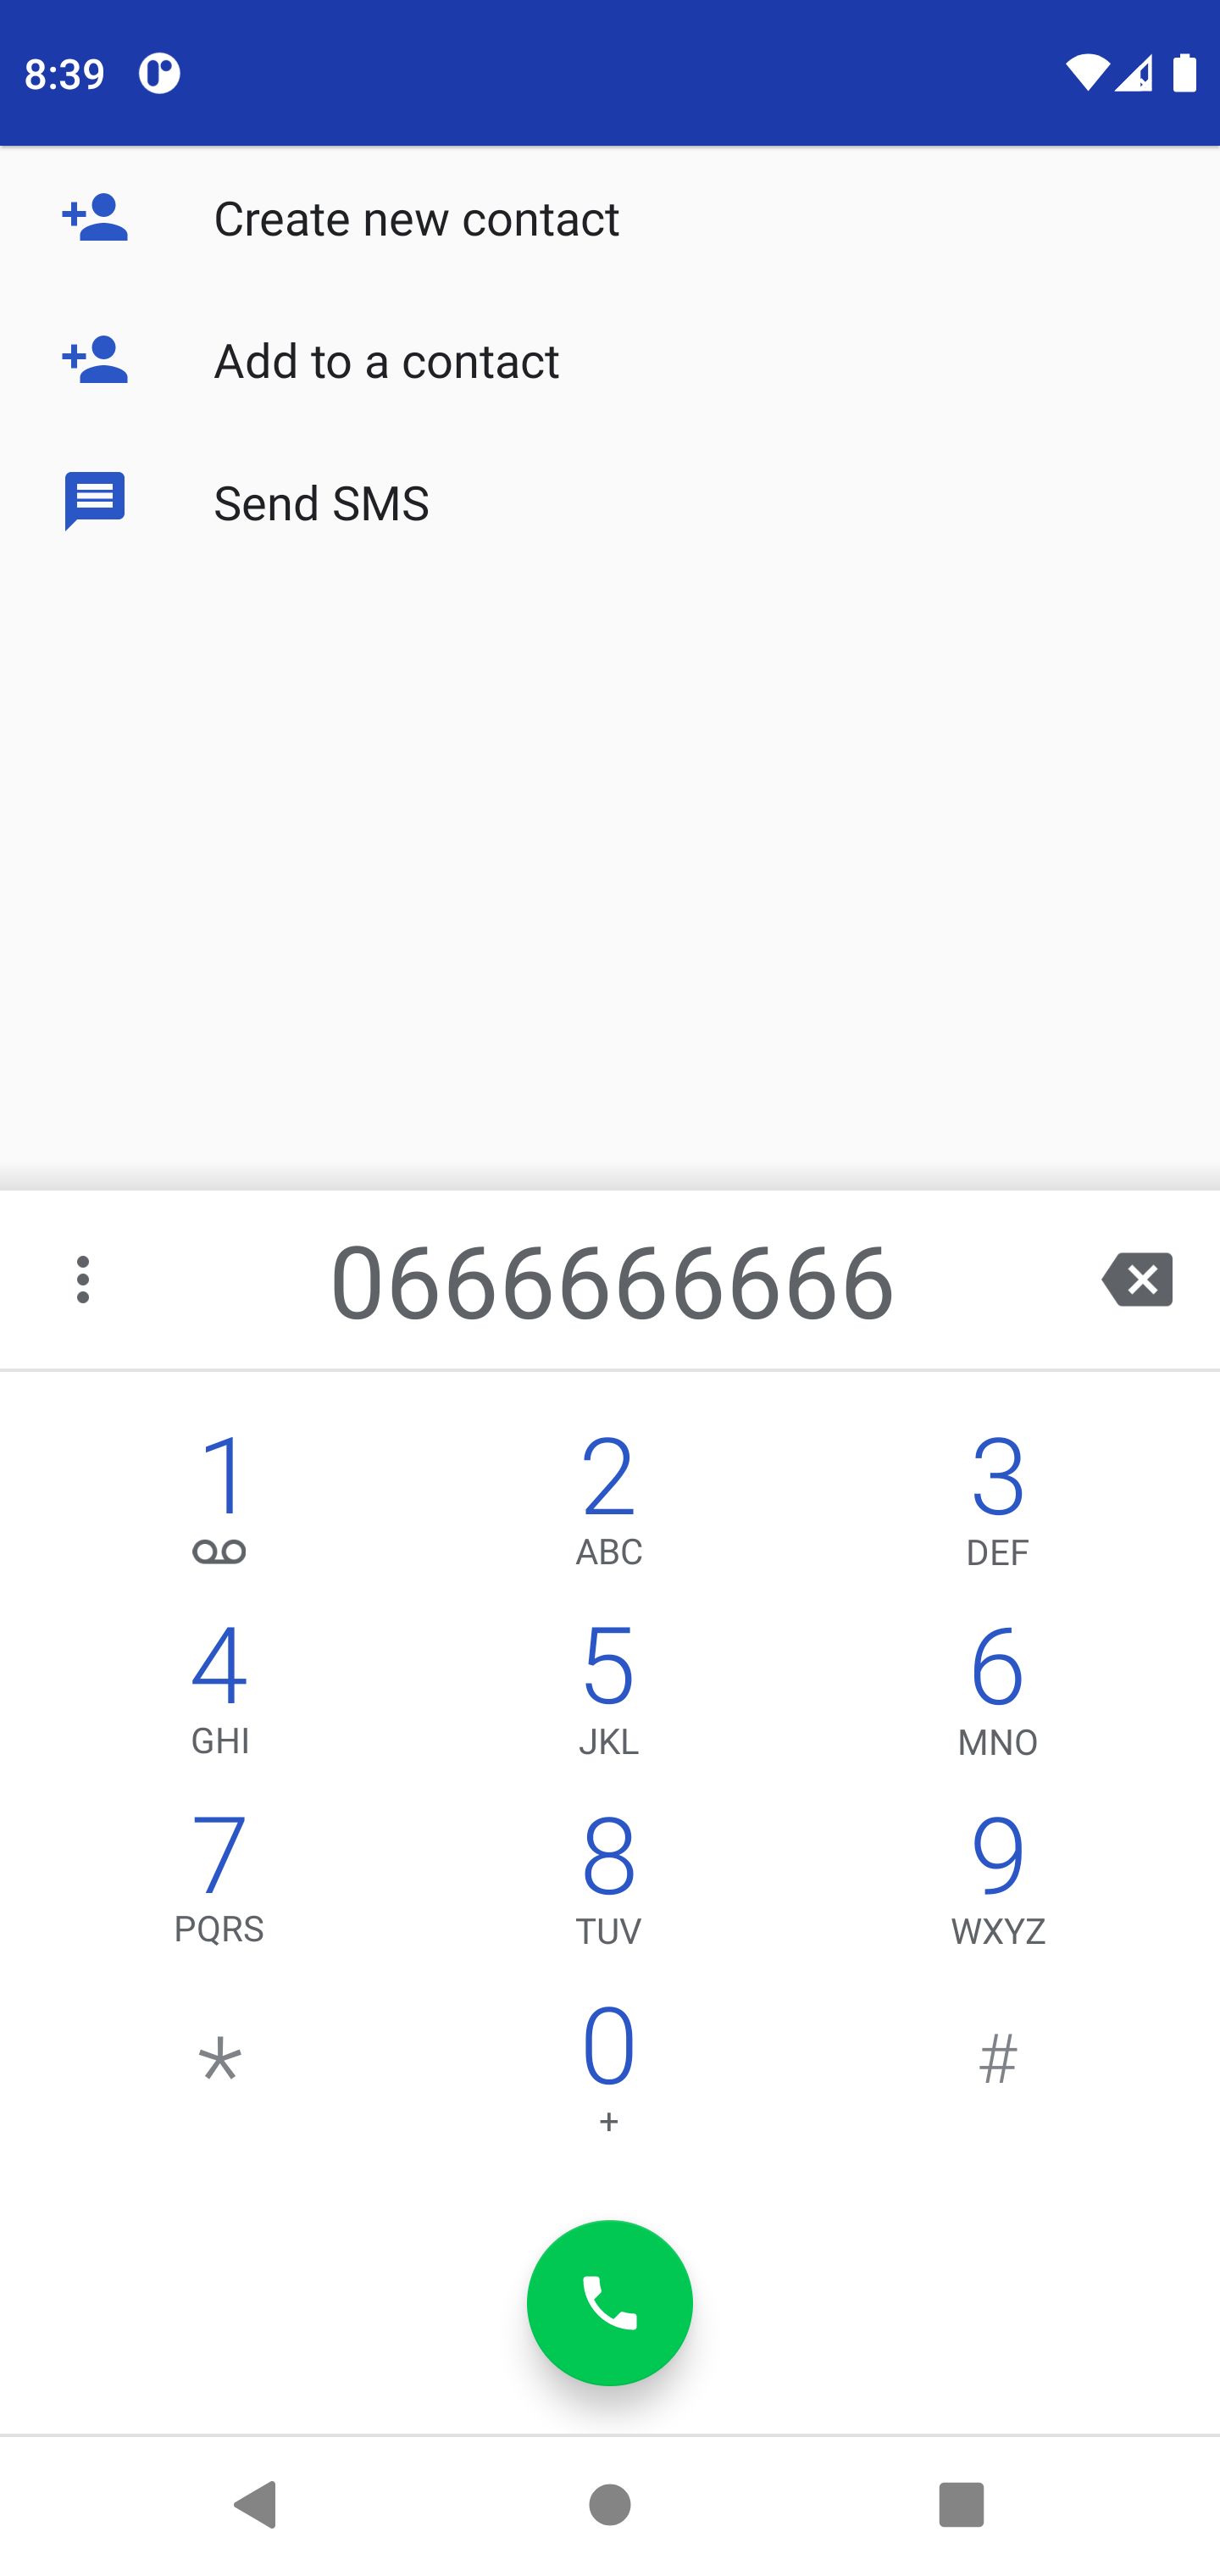 8:39
Create new contact
Add to a contact
Send SMS
0666666666
1
2 ABC
3 DEF
4 GHI
5 JKL
6 MNO
7 PQRS
8 TUV
9 WXYZ
*
0 +
#